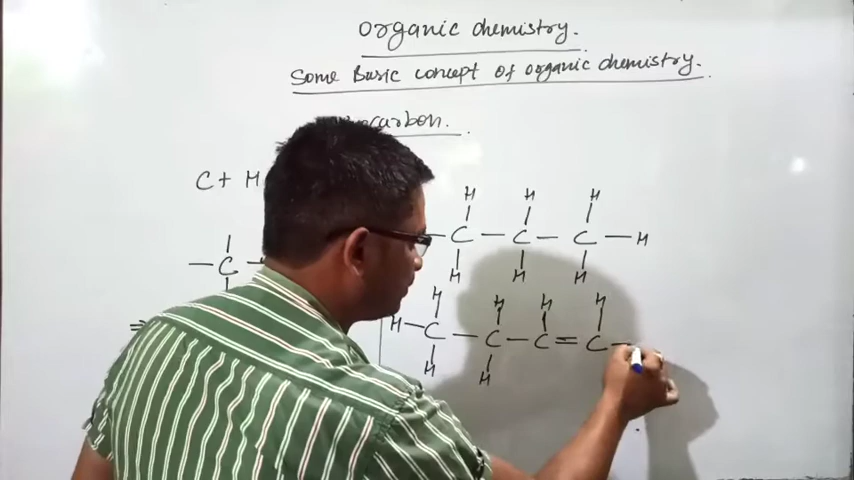 Organic chemistry.
Some Basic concept of organic chemistry.
carbon.
C + H
H H H
— C — C — C — H
— C —
H H H
H H H H
H — C — C — C = C —
H H